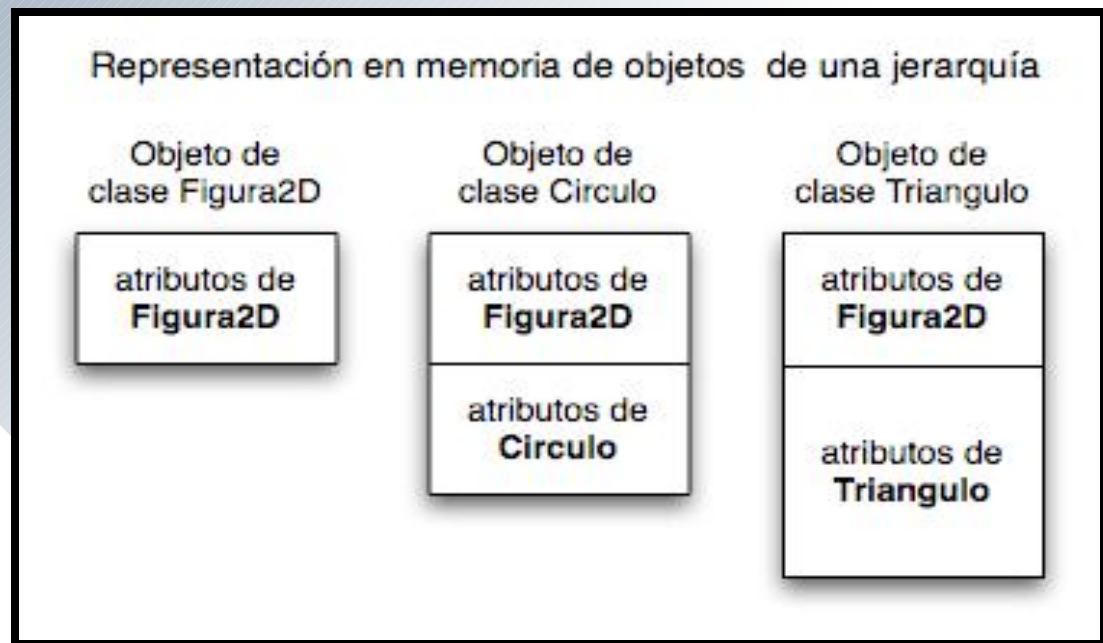 Representación en memoria de objetos de una jerarquía
Objeto de
clase Figura2D
atributos de
Figura2D
Objeto de
clase Circulo
atributos de
Figura2D
atributos de
Circulo
Objeto de
clase Triangulo
atributos de
Figura2D
atributos de
Triangulo